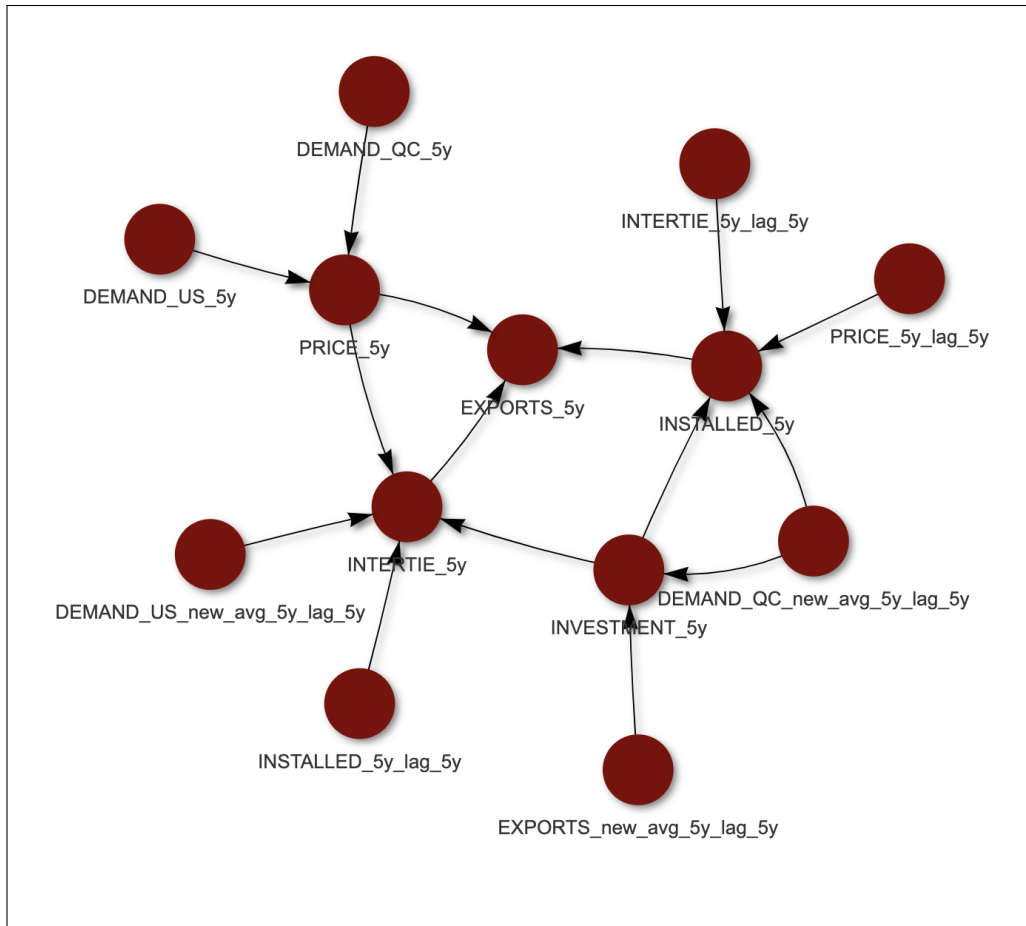 DEMAND_QC_5y
INTERTIE_5y_lag_5y
DEMAND_US_5y
PRICE_5y
PRICE_5y_lag_5y
EXPORTS_5y
INSTALLED_5y
INTERTIE_5y
DEMAND_US_new_avg_5y_lag_5y
DEMAND_QC_new_avg_5y_lag_5y
INVESTMENT_5y
INSTALLED_5y_lag_5y
EXPORTS_new_avg_5y_lag_5y